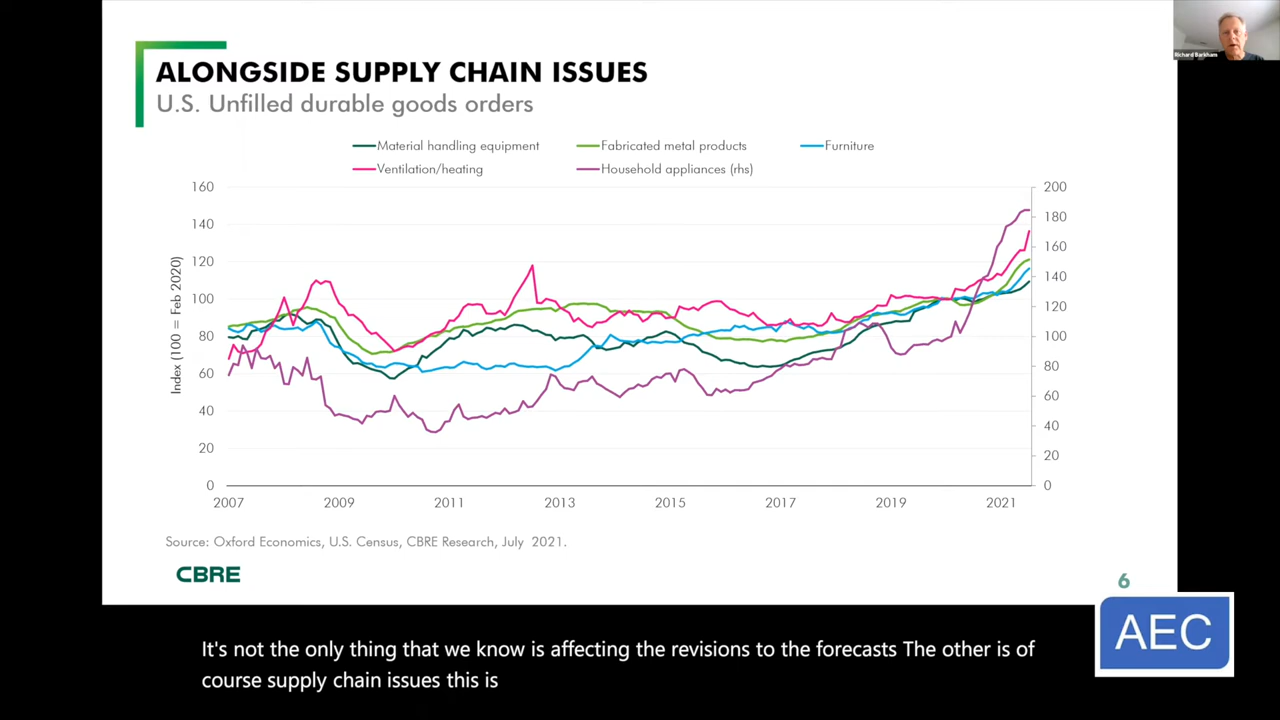 Richard Barkham
ALONGSIDE SUPPLY CHAIN ISSUES
U.S. Unfilled durable goods orders
Material handling equipment Fabricated metal products Furniture
Ventilation/heating Household appliances (rhs)
Index (100 = Feb 2020)
160 200
140 180
120 160
100 140
80 120
60 100
40 80
20 60
0 40
20
0
2007 2009 2011 2013 2015 2017 2019 2021
Source: Oxford Economics, U.S. Census, CBRE Research, July 2021.
CBRE
6
AEC
It's not the only thing that we know is affecting the revisions to the forecasts The other is of
course supply chain issues this is